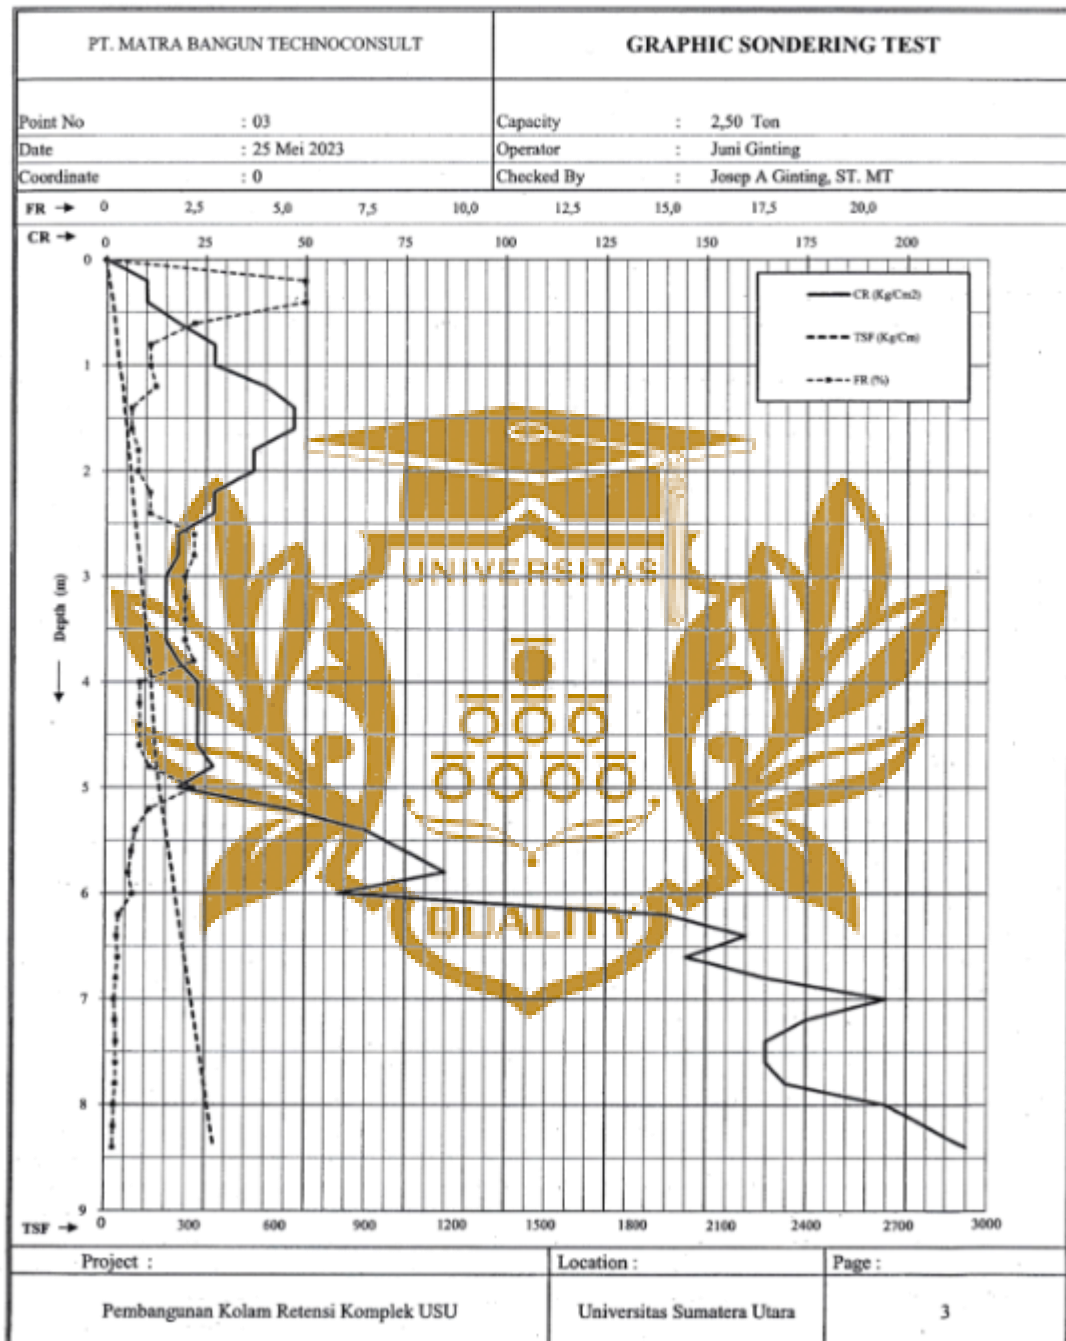 PT. MATRA BANGUN TECHNOCONSULT
GRAPHIC SONDERING TEST
Point No : 03
Capacity : 2,50 Ton
Date : 25 Mei 2023
Operator : Juni Ginting
Coordinate : 0
Checked By : Josep A Ginting, ST. MT
FR → 0 2,5 5,0 7,5 10,0 12,5 15,0 17,5 20,0
CR → 0 25 50 75 100 125 150 175 200
0
CR (Kg/Cm2)
TSF (Kg/Cm)
FR (%)
1
2
UNIVERSITAS
3
Depth (m)
4
5
6
QUALITY
7
8
9
TSF → 0 300 600 900 1200 1500 1800 2100 2400 2700 3000
Project :
Location :
Page :
Pembangunan Kolam Retensi Komplek USU
Universitas Sumatera Utara
3